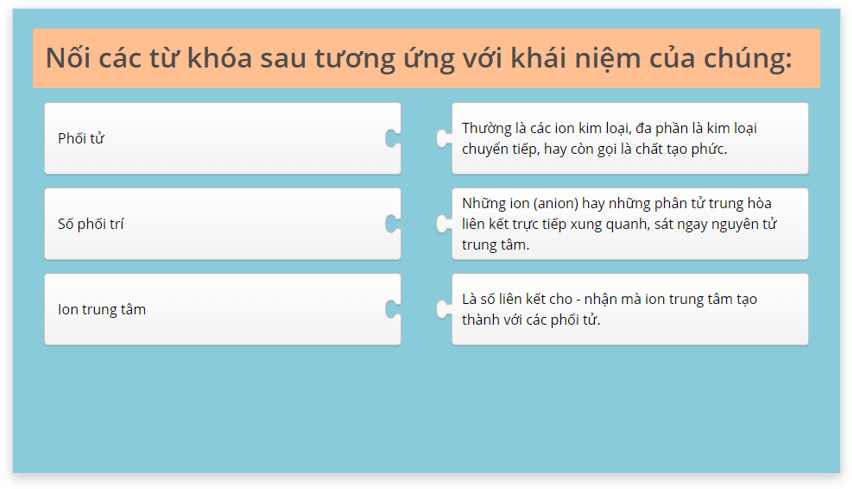 Nối các từ khóa sau tương ứng với khái niệm của chúng:
Phối tử
Thường là các ion kim loại, đa phần là kim loại
chuyển tiếp, hay còn gọi là chất tạo phức.
Số phối trí
Những ion (anion) hay những phân tử trung hòa
liên kết trực tiếp xung quanh, sát ngay nguyên tử
trung tâm.
Ion trung tâm
Là số liên kết cho - nhận mà ion trung tâm tạo
thành với các phối tử.